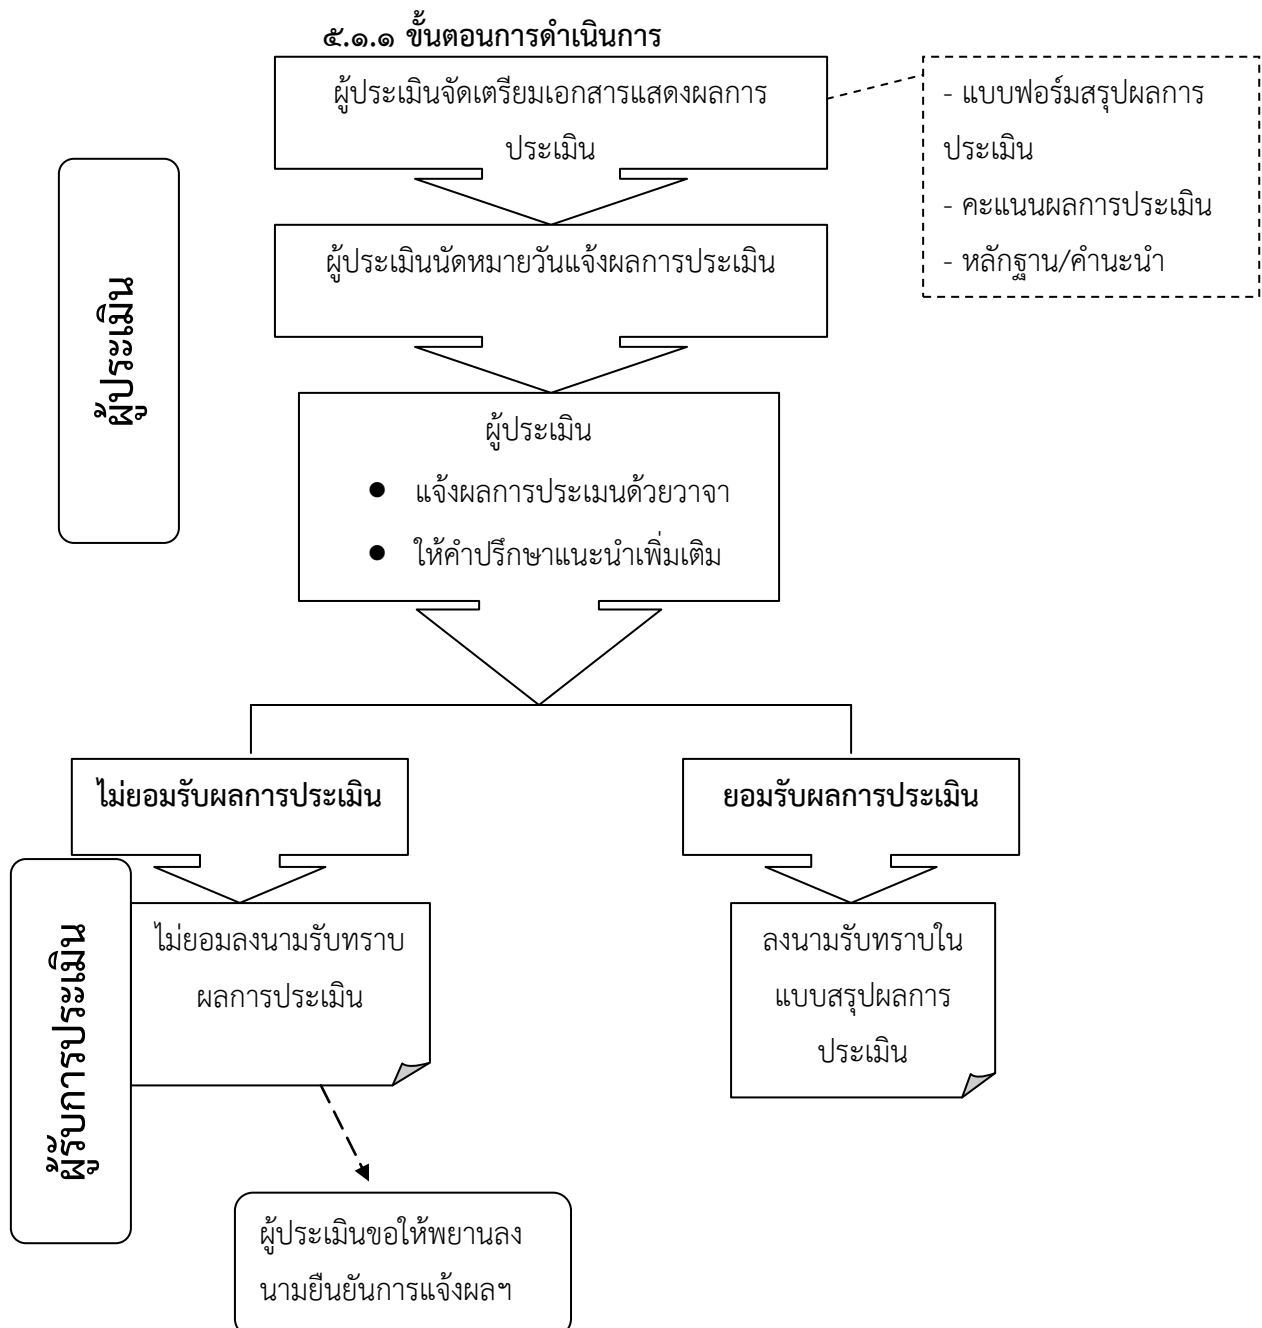 ๕.๑.๑ ขั้นตอนการดำเนินการ
ผู้ประเมินจัดเตรียมเอกสารแสดงผลการ
ประเมิน
- แบบฟอร์มสรุปผลการ
ประเมิน
- คะแนนผลการประเมิน
- หลักฐาน/คำนะนำ
ผู้ประเมินนัดหมายวันแจ้งผลการประเมิน
ผู้ประเมิน
ผู้ประเมิน
● แจ้งผลการประเมนด้วยวาจา
● ให้คำปรึกษาแนะนำเพิ่มเติม
ไม่ยอมรับผลการประเมิน
ยอมรับผลการประเมิน
ผู้รับการประเมิน
ไม่ยอมลงนามรับทราบ
ผลการประเมิน
ลงนามรับทราบใน
แบบสรุปผลการ
ประเมิน
ผู้ประเมินขอให้พยานลง
นามยืนยันการแจ้งผลฯ